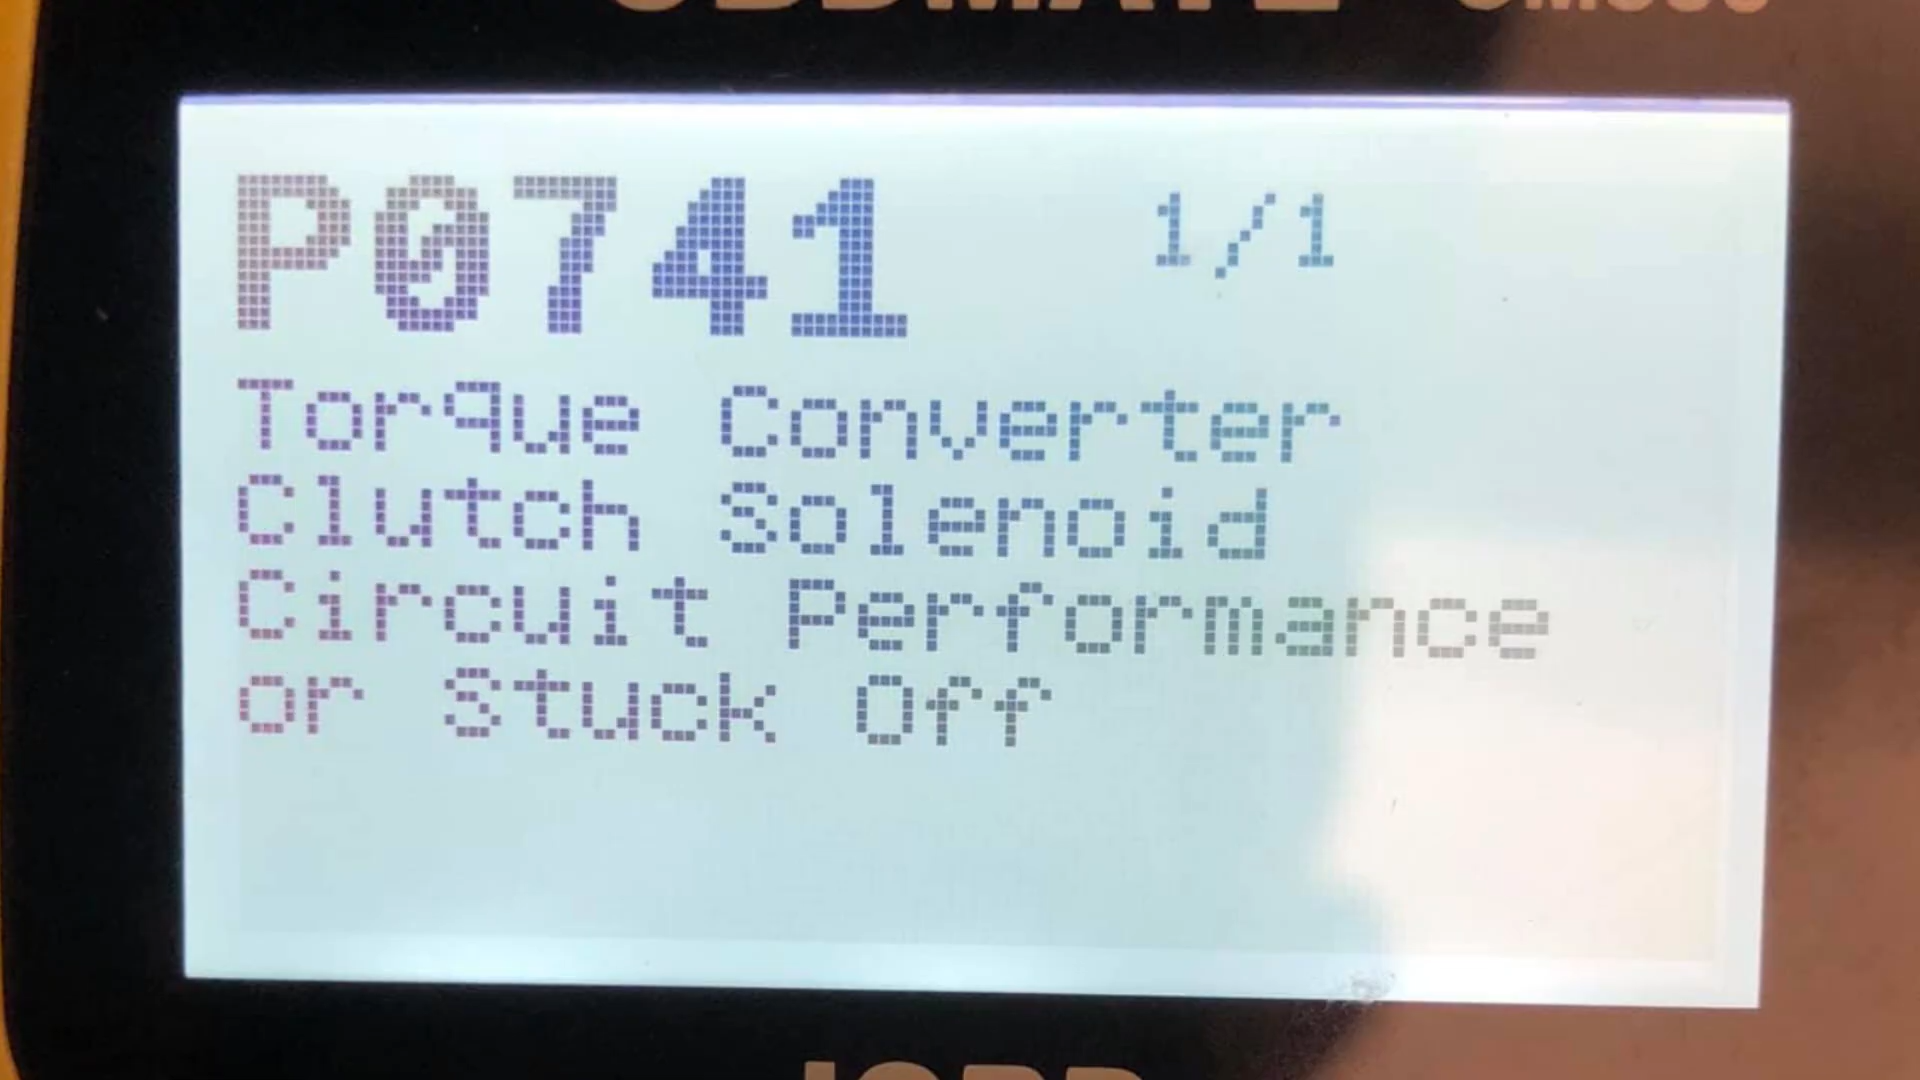 P0741 1/1
Torque Converter
Clutch Solenoid
Circuit Performance
or Stuck Off